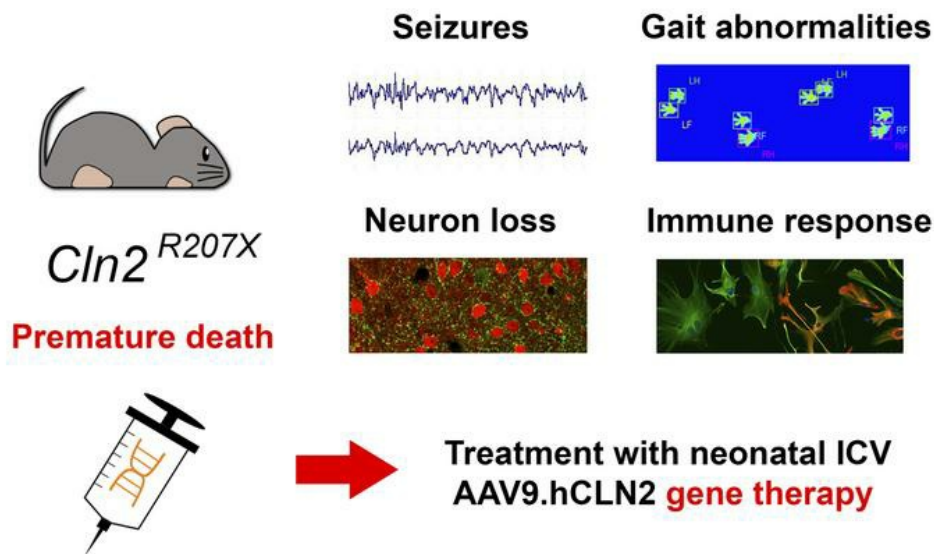 Seizures
Gait abnormalities
LH
LF
LH
LF
RF
RH
RF
RH
Cln2 R207X
Premature death
Neuron loss
Immune response
Treatment with neonatal ICV
AAV9.hCLN2 gene therapy